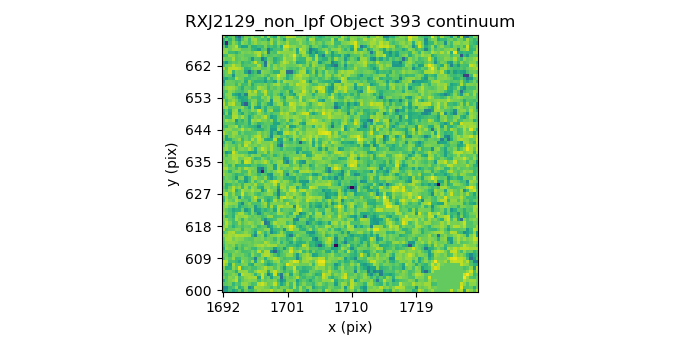 RXJ2129_non_lpf Object 393 continuum
662
653
644
635
627
618
609
600
y (pix)
1692 1701 1710 1719
x (pix)